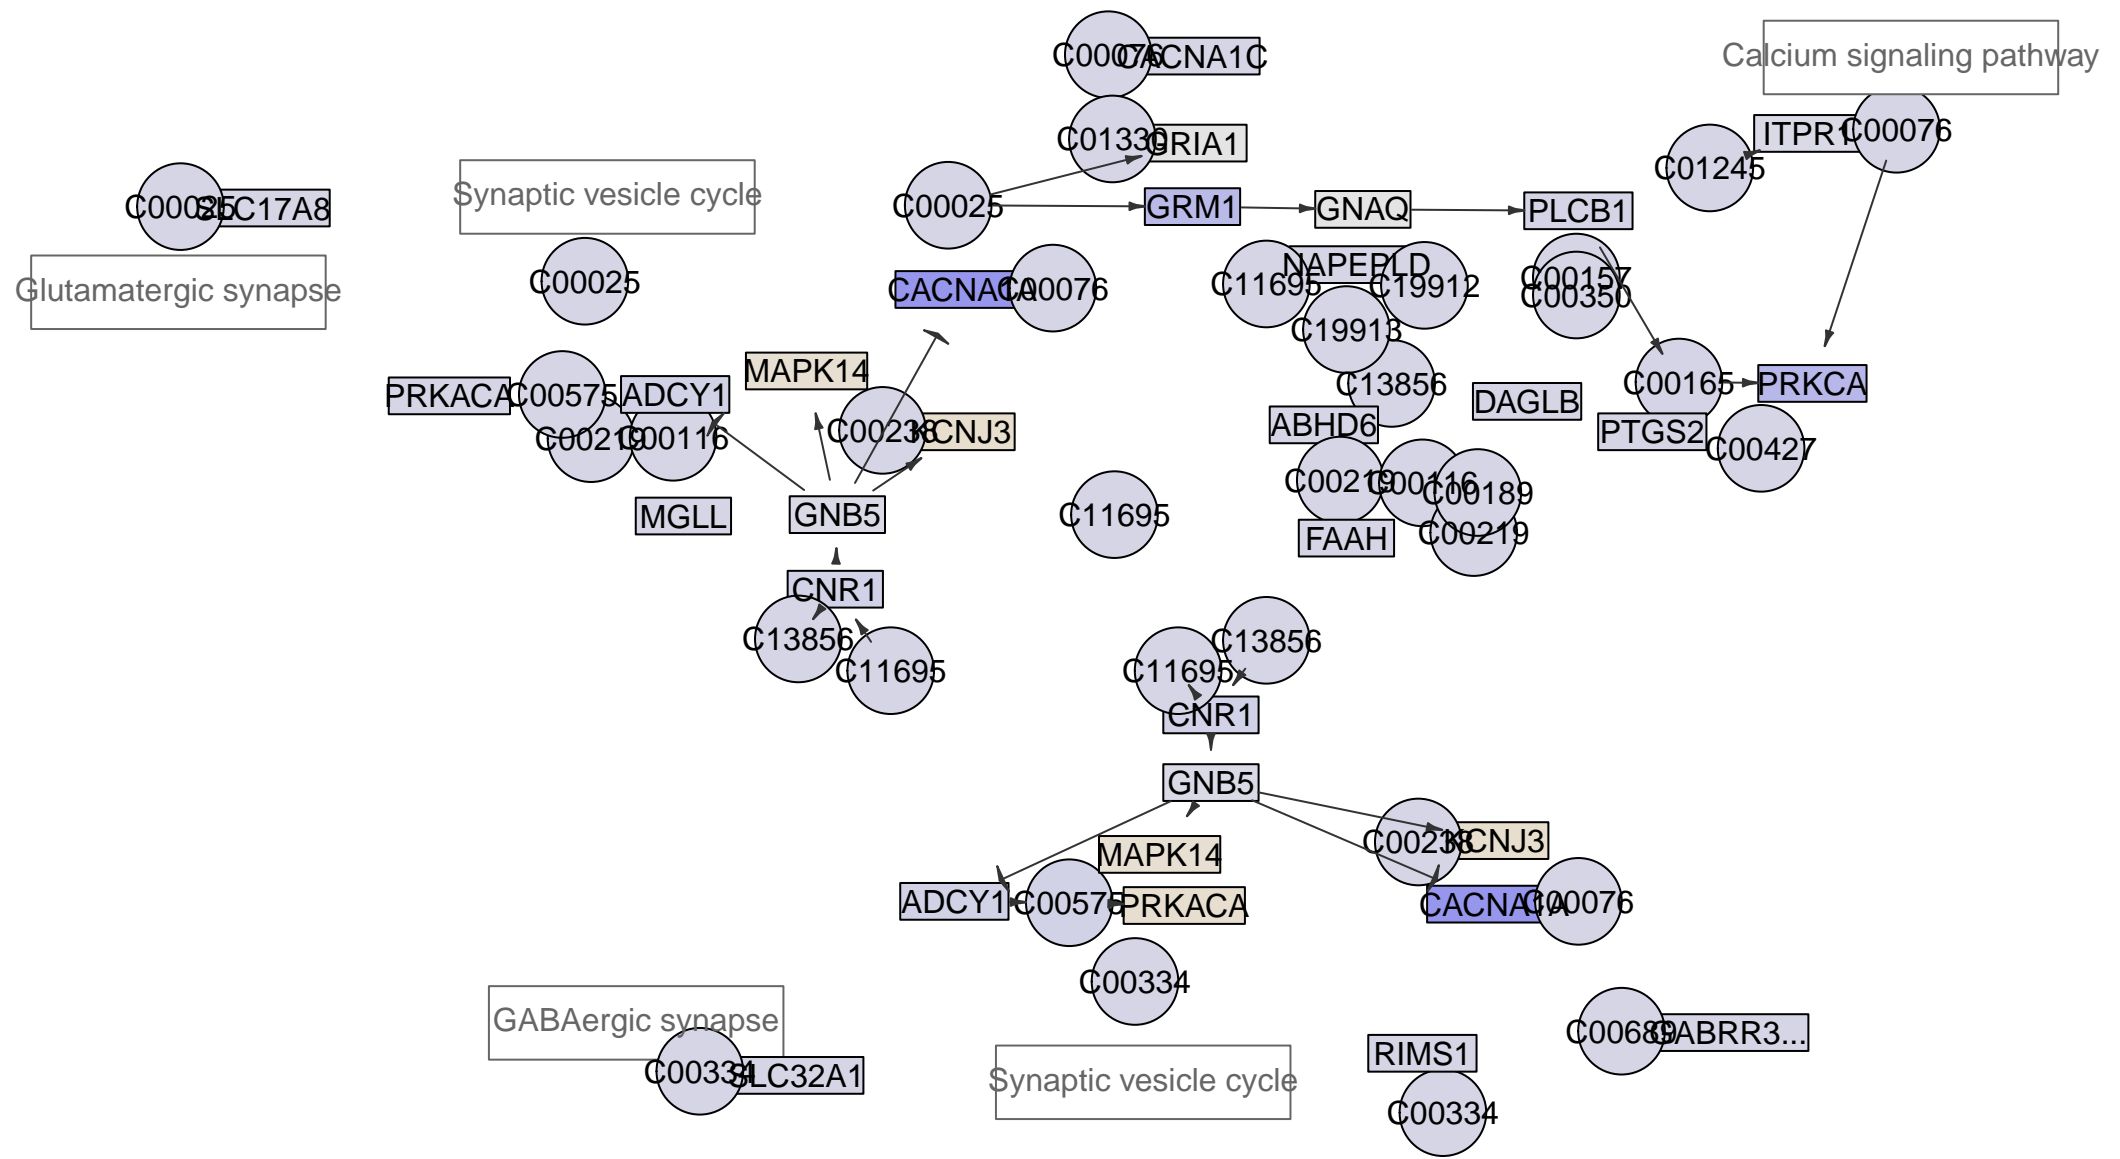 C00076
CACNA1C
Calcium signaling pathway
C01330
GRIA1
ITPR1
C00076
C01245
Synaptic vesicle cycle
C00025
SLC17A8
C00025
GRM1
GNAQ
PLCB1
Glutamatergic synapse
C00025
CACNA1A
C00076
C11695
NAPEPLD
C19912
C00157
C00350
C19913
MAPK14
PRKACA
C00575
ADCY1
C13856
DAGLB
C00165
PRKCA
C00219
C00116
C00238
KCNJ3
ABHD6
PTGS2
C00427
MGLL
GNB5
C11695
C00219
C00116
C00189
FAAH
C00219
CNR1
C13856
C11695
C11695
C13856
CNR1
GNB5
MAPK14
C00238
KCNJ3
ADCY1
C00575
PRKACA
CACNA1A
C00076
C00334
GABAergic synapse
C00334
SLC32A1
Synaptic vesicle cycle
RIMS1
C00334
C00689
GABRR3...